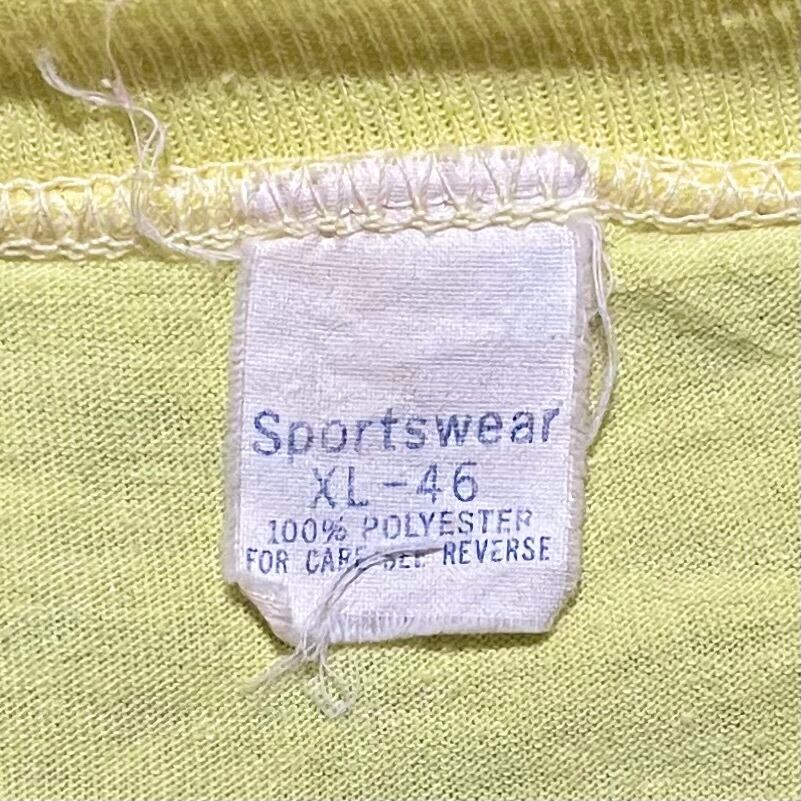 Sportswear
XL-46
100% POLYESTER
FOR CARE SEE REVERSE